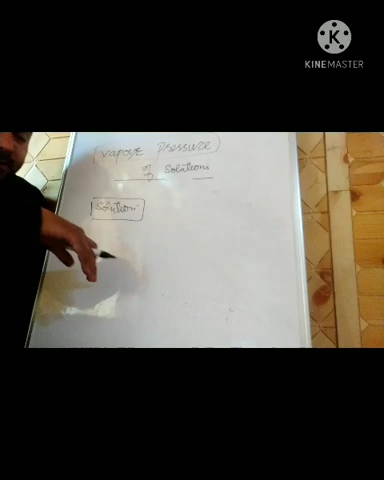 K
KINEMASTER
(Vapour Pressure)
of Solutions
Solution